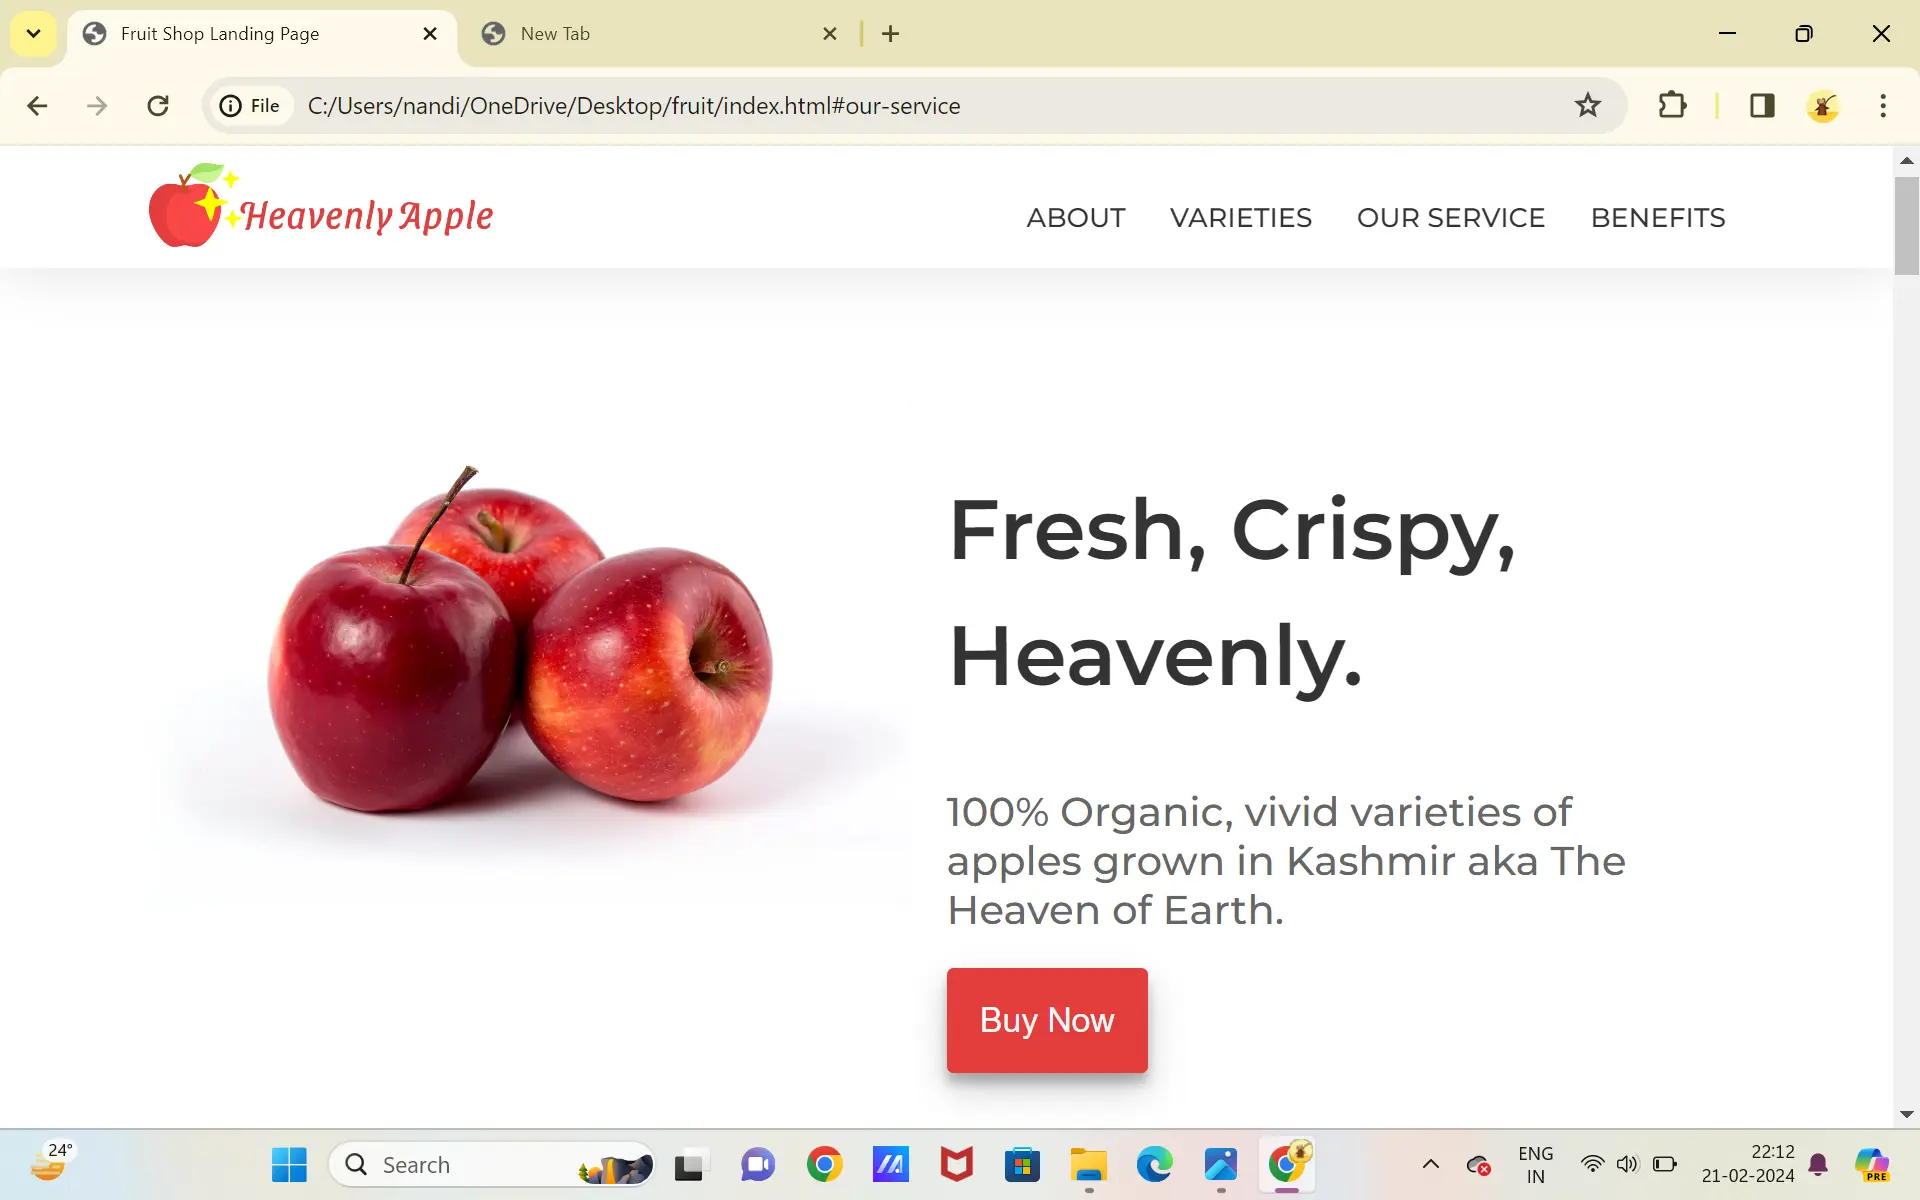 Fruit Shop Landing Page
New Tab
File
C:/Users/nandi/OneDrive/Desktop/fruit/index.html#our-service
Heavenly Apple
ABOUT VARIETIES OUR SERVICE BENEFITS
Fresh, Crispy,
Heavenly.
100% Organic, vivid varieties of
apples grown in Kashmir aka The
Heaven of Earth.
Buy Now
24°
Search
ENG
IN
22:12
21-02-2024
PRE